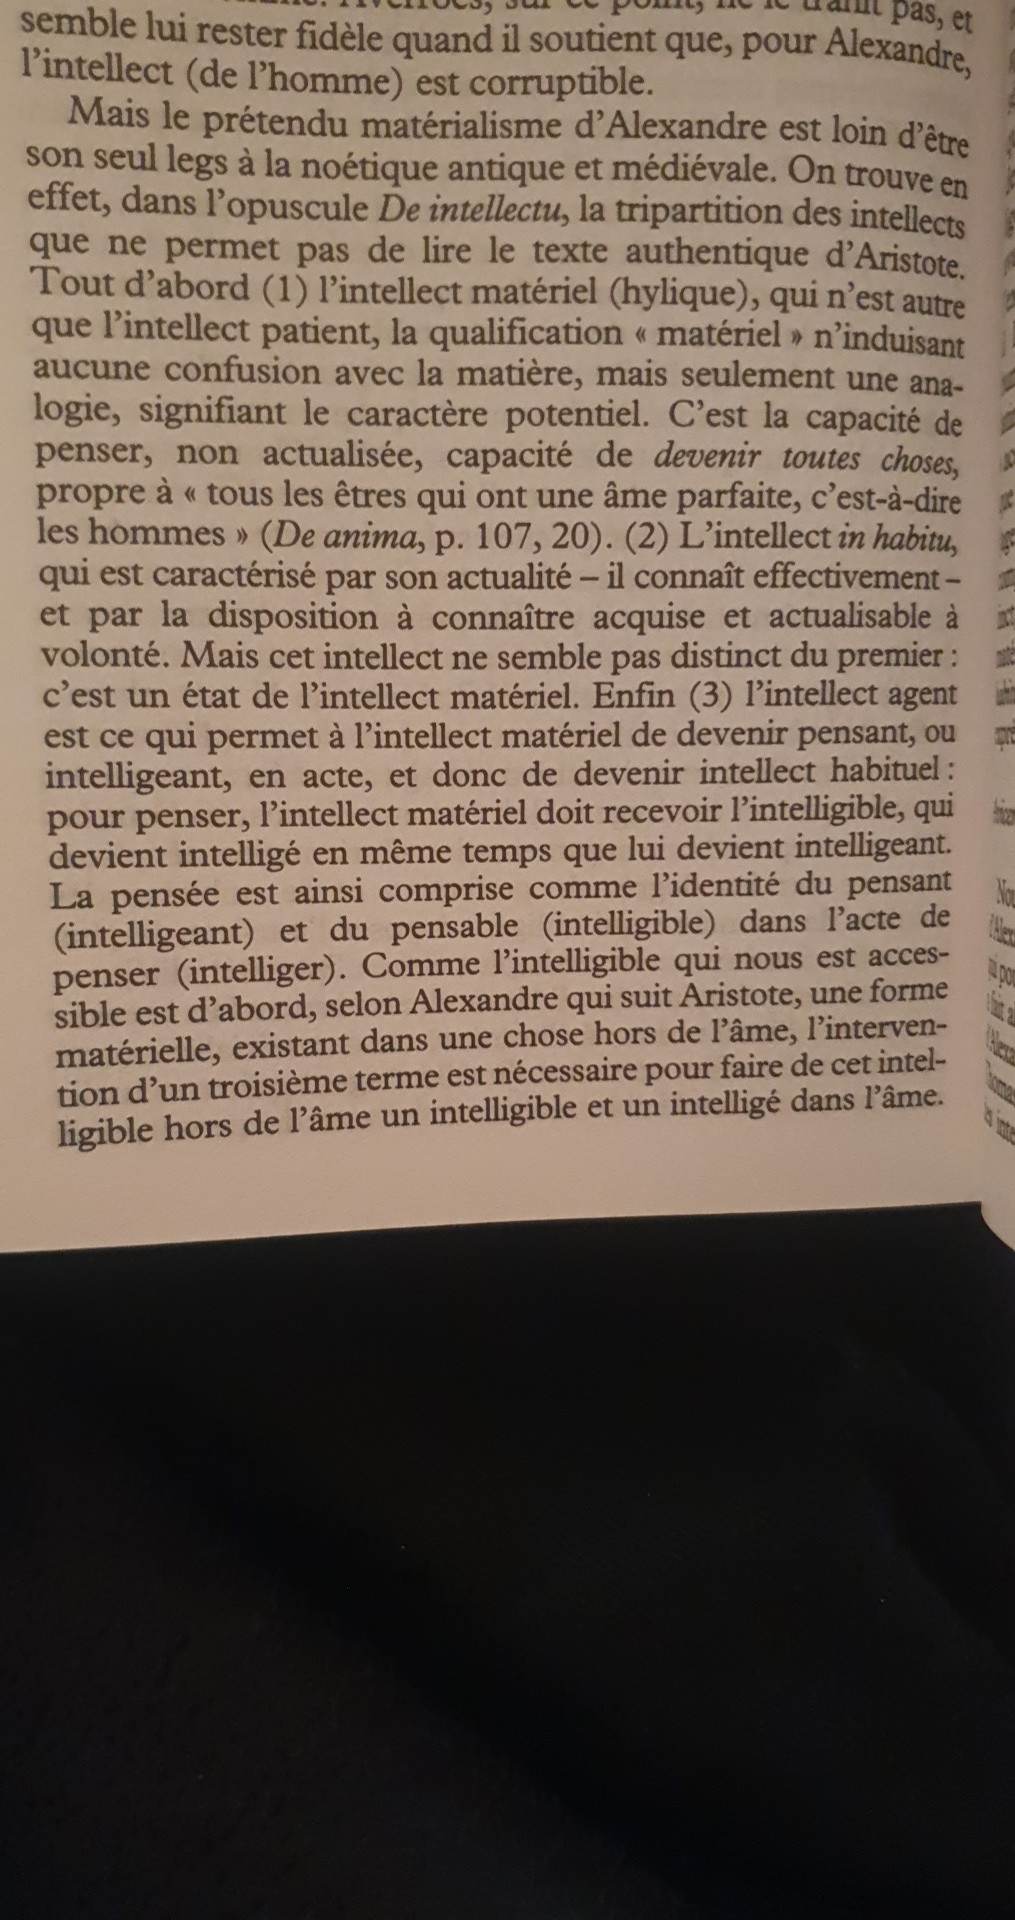 Averroès, sur ce point, ne le trahit pas, et
semble lui rester fidèle quand il soutient que, pour Alexandre,
l'intellect (de l'homme) est corruptible.
Mais le prétendu matérialisme d'Alexandre est loin d'être
son seul legs à la noétique antique et médiévale. On trouve en
effet, dans l'opuscule De intellectu, la tripartition des intellects
que ne permet pas de lire le texte authentique d'Aristote.
Tout d'abord (1) l'intellect matériel (hylique), qui n'est autre
que l'intellect patient, la qualification « matériel » n'induisant
aucune confusion avec la matière, mais seulement une ana-
logie, signifiant le caractère potentiel. C'est la capacité de
penser, non actualisée, capacité de devenir toutes choses,
propre à « tous les êtres qui ont une âme parfaite, c'est-à-dire
les hommes » (De anima, p. 107, 20). (2) L'intellect in habitu,
qui est caractérisé par son actualité – il connaît effectivement –
et par la disposition à connaître acquise et actualisable à
volonté. Mais cet intellect ne semble pas distinct du premier :
c'est un état de l'intellect matériel. Enfin (3) l'intellect agent
est ce qui permet à l'intellect matériel de devenir pensant, ou
intelligeant, en acte, et donc de devenir intellect habituel :
pour penser, l'intellect matériel doit recevoir l'intelligible, qui
devient intelligé en même temps que lui devient intelligeant.
La pensée est ainsi comprise comme l'identité du pensant
(intelligeant) et du pensable (intelligible) dans l'acte de
penser (intelliger). Comme l'intelligible qui nous est acces-
sible est d'abord, selon Alexandre qui suit Aristote, une forme
matérielle, existant dans une chose hors de l'âme, l'interven-
tion d'un troisième terme est nécessaire pour faire de cet intel-
ligible hors de l'âme un intelligible et un intelligé dans l'âme.